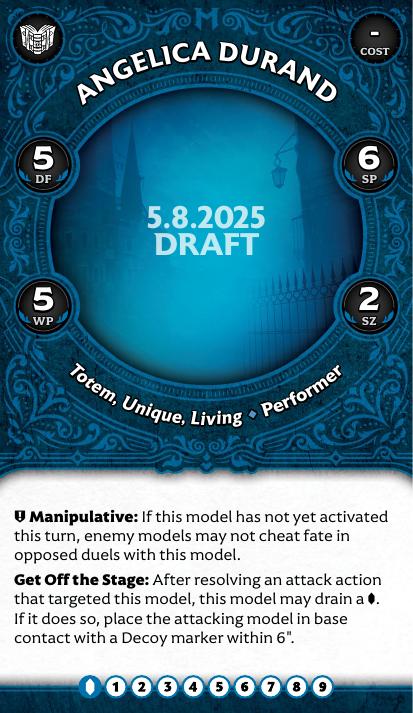 -
COST
ANGELICA DURAND
5
DF
6
SP
5.8.2025
DRAFT
5
WP
2
SZ
Totem, Unique, Living • Performer
Manipulative: If this model has not yet activated
this turn, enemy models may not cheat fate in
opposed duels with this model.
Get Off the Stage: After resolving an attack action
that targeted this model, this model may drain a .
If it does so, place the attacking model in base
contact with a Decoy marker within 6".
1 2 3 4 5 6 7 8 9